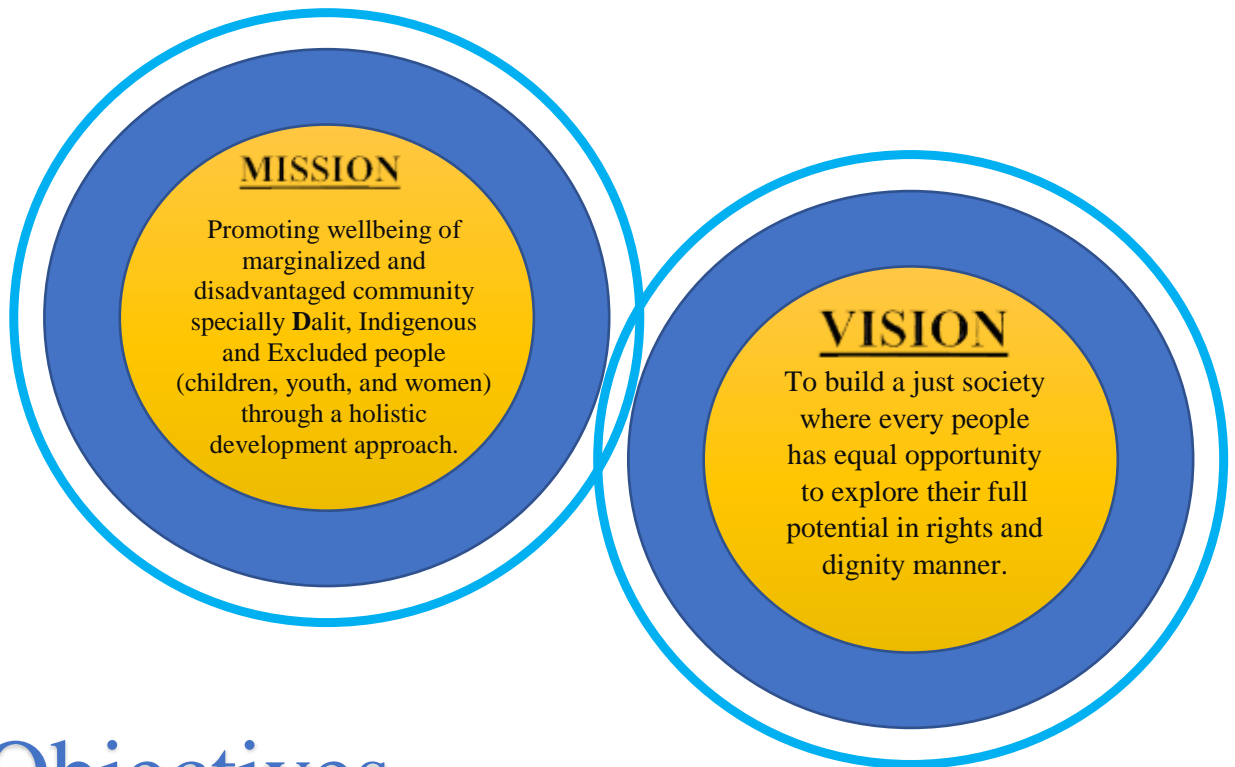 MISSION
Promoting wellbeing of
marginalized and
disadvantaged community
specially Dalit, Indigenous
and Excluded people
(children, youth, and women)
through a holistic
development approach.
VISION
To build a just society
where every people
has equal opportunity
to explore their full
potential in rights and
dignity manner.
Objectives